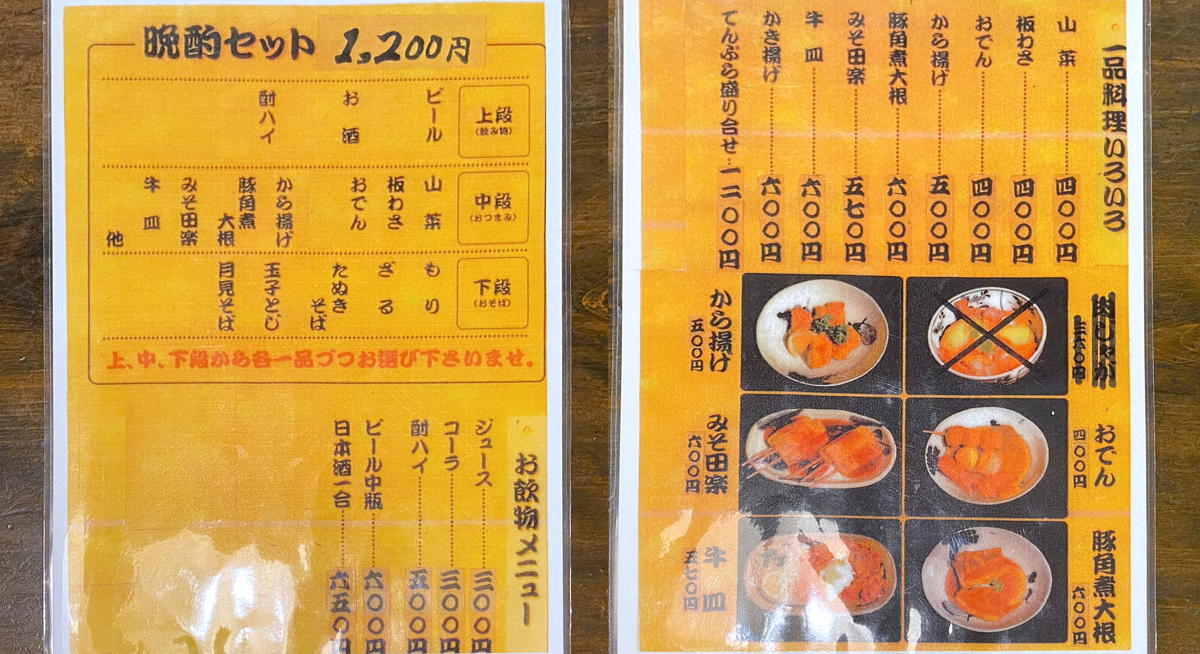 晩酌セット 1,200円
上段
(飲み物)
ビール
お酒
酎ハイ
中段
(おつまみ)
山菜
板わさ
おでん
から揚げ
豚角煮
大根
みそ田楽
牛皿
他
下段
(おそば)
もり
ざる
たぬき
そば
玉子とじ
月見そば
上、中、下段から各一品づつお選び下さいませ。
お飲物メニュー
ジュース 三〇〇円
コーラ 三〇〇円
酎ハイ 五〇〇円
ビール中瓶 六〇〇円
日本酒一合 六五〇円
一品料理いろいろ
山菜 四〇〇円
板わさ 四〇〇円
おでん 四〇〇円
から揚げ 五〇〇円
豚角煮大根 六〇〇円
みそ田楽 五七〇円
牛皿 六〇〇円
かき揚げ 六〇〇円
てんぷら盛り合せ 一二〇〇円
肉じゃが
おでん
四〇〇円
豚角煮大根
六〇〇円
から揚げ
五〇〇円
みそ田楽
六〇〇円
牛皿
五七〇円